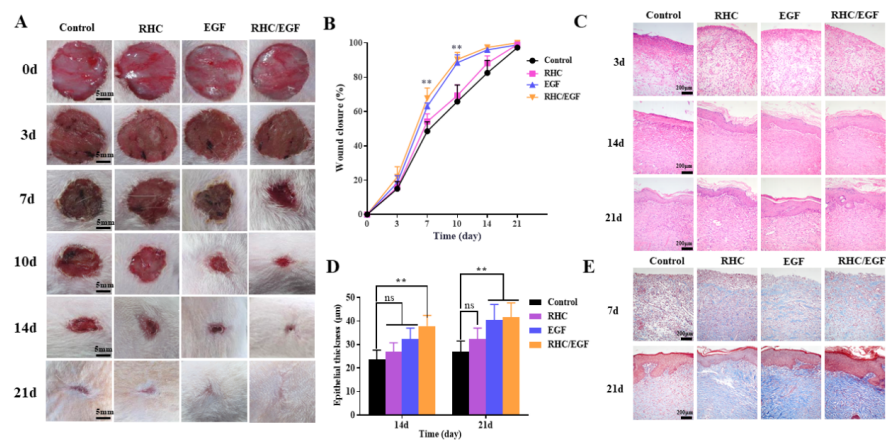 A
Control
RHC
EGF
RHC/EGF
0d
5mm
3d
5mm
7d
5mm
10d
5mm
14d
5mm
21d
5mm
B
Wound closure (%)
100
80
60
40
20
0
**
**
Control
RHC
EGF
RHC/EGF
0
3
7
10
14
21
Time (day)
D
Epithelial thickness (μm)
60
50
40
30
20
10
0
**
ns
**
ns
Control
RHC
EGF
RHC/EGF
14d
21d
Time (day)
C
Control
RHC
EGF
RHC/EGF
3d
200μm
14d
200μm
21d
200μm
E
Control
RHC
EGF
RHC/EGF
7d
200μm
21d
200μm